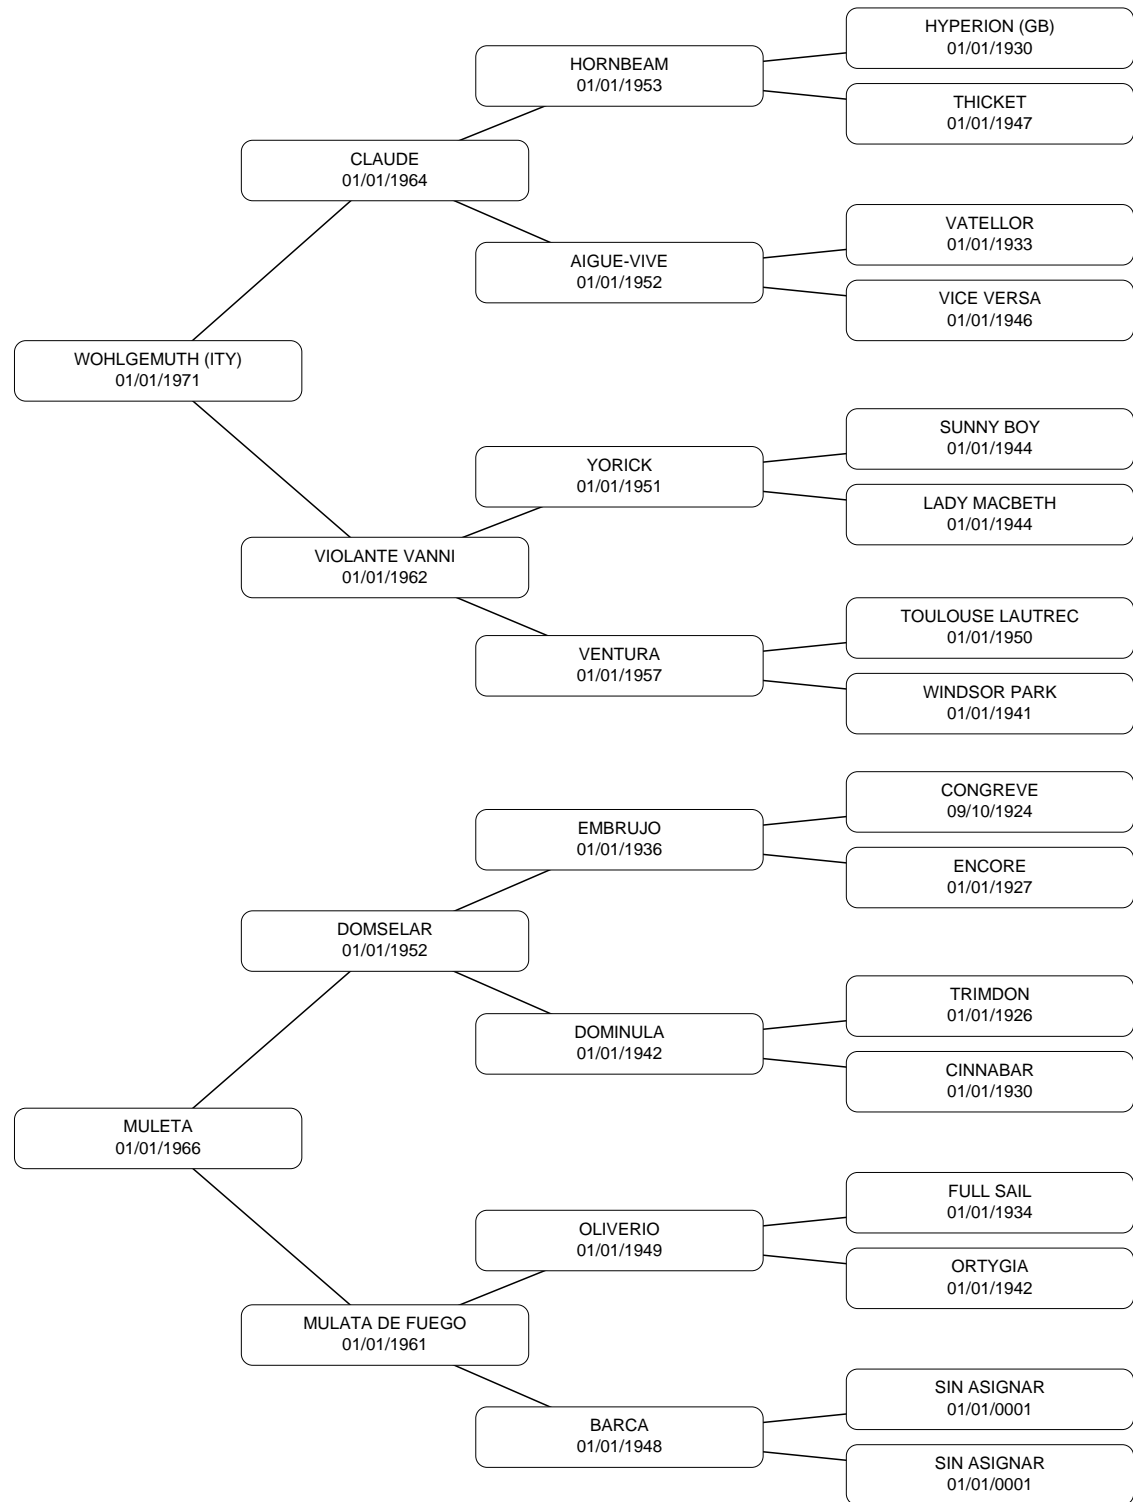 HYPERION (GB)
01/01/1930
HORNBEAM
01/01/1953
THICKET
01/01/1947
CLAUDE
01/01/1964
VATELLOR
01/01/1933
AIGUE-VIVE
01/01/1952
VICE VERSA
01/01/1946
WOHLGEMUTH (ITY)
01/01/1971
SUNNY BOY
01/01/1944
YORICK
01/01/1951
LADY MACBETH
01/01/1944
VIOLANTE VANNI
01/01/1962
TOULOUSE LAUTREC
01/01/1950
VENTURA
01/01/1957
WINDSOR PARK
01/01/1941
CONGREVE
09/10/1924
EMBRUJO
01/01/1936
ENCORE
01/01/1927
DOMSELAR
01/01/1952
TRIMDON
01/01/1926
DOMINULA
01/01/1942
CINNABAR
01/01/1930
MULETA
01/01/1966
FULL SAIL
01/01/1934
OLIVERIO
01/01/1949
ORTYGIA
01/01/1942
MULATA DE FUEGO
01/01/1961
SIN ASIGNAR
01/01/0001
BARCA
01/01/1948
SIN ASIGNAR
01/01/0001